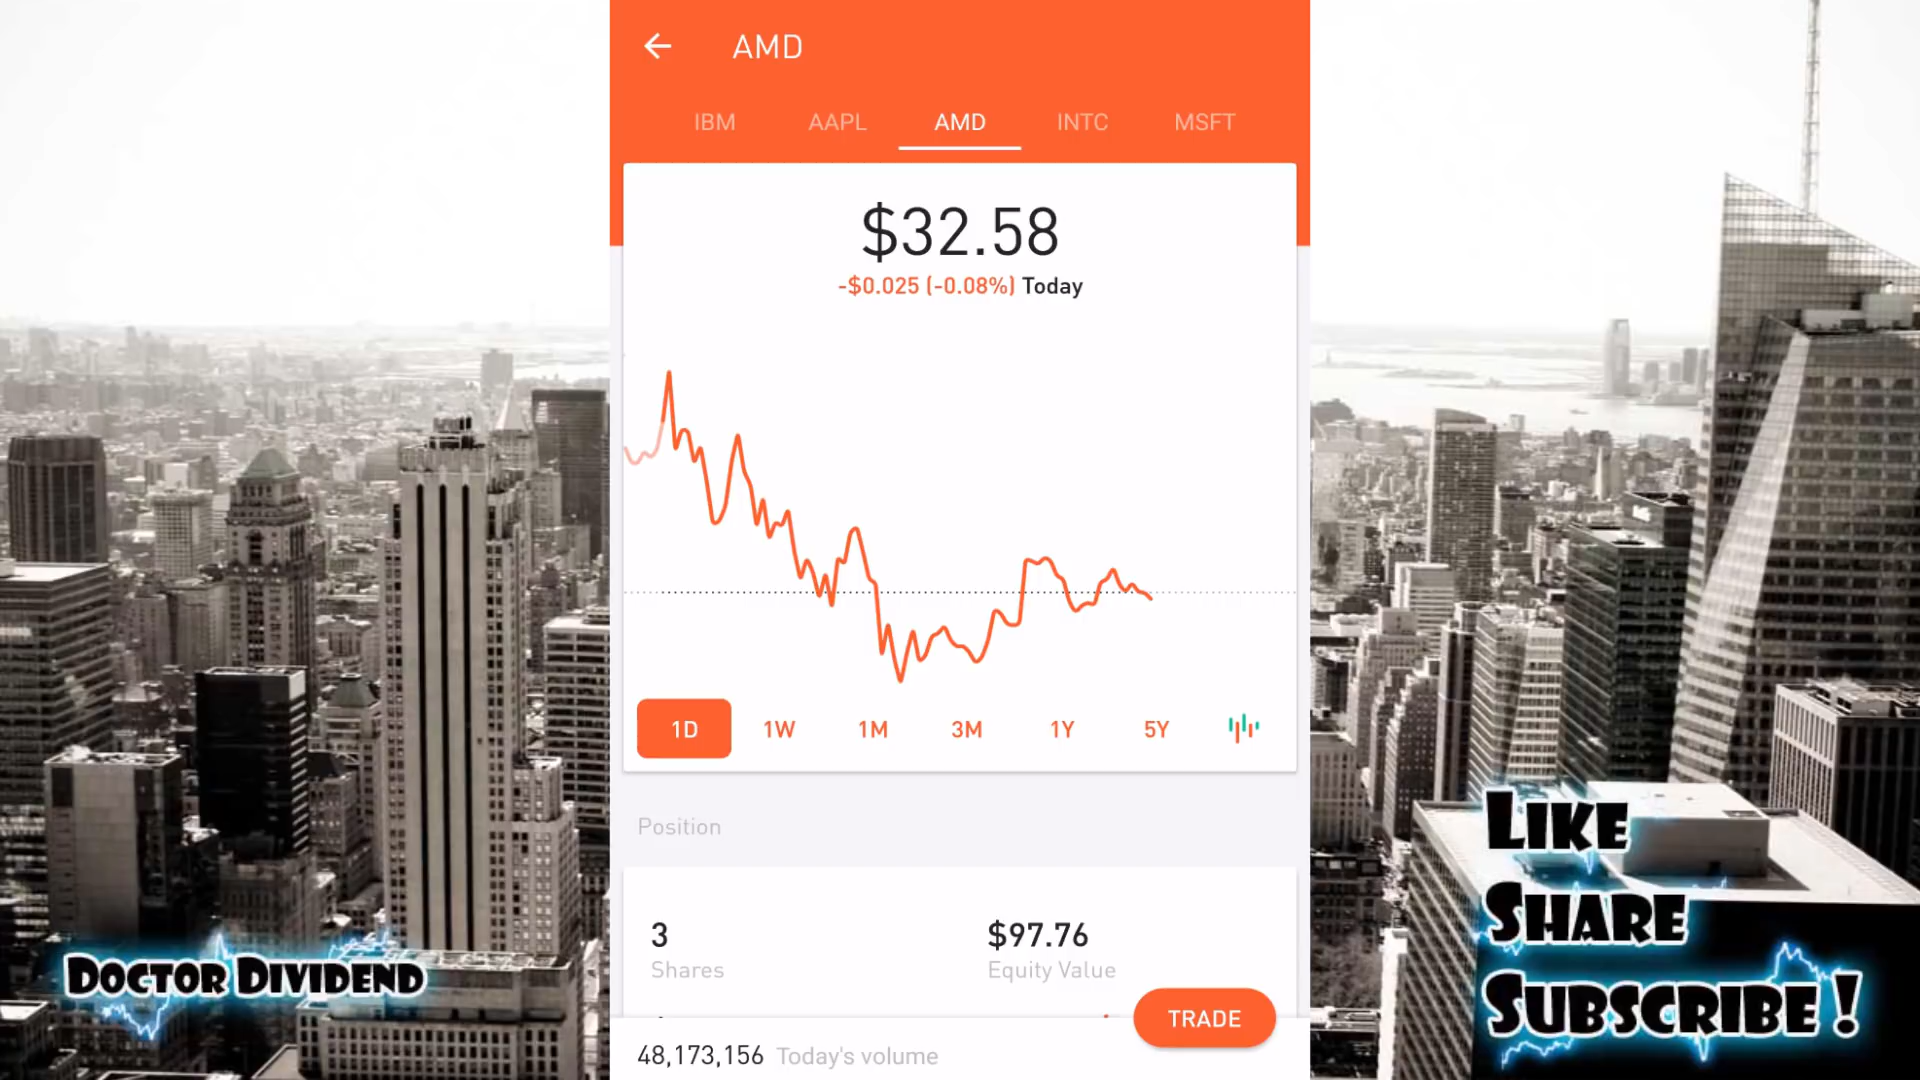 AMD
IBM AAPL AMD INTC MSFT
$32.58
-$0.025 (-0.08%) Today
1D 1W 1M 3M 1Y 5Y
Position
3 $97.76
Shares Equity Value
TRADE
48,173,156 Today's volume
DOCTOR DIVIDEND
LIKE
SHARE
SUBSCRIBE!